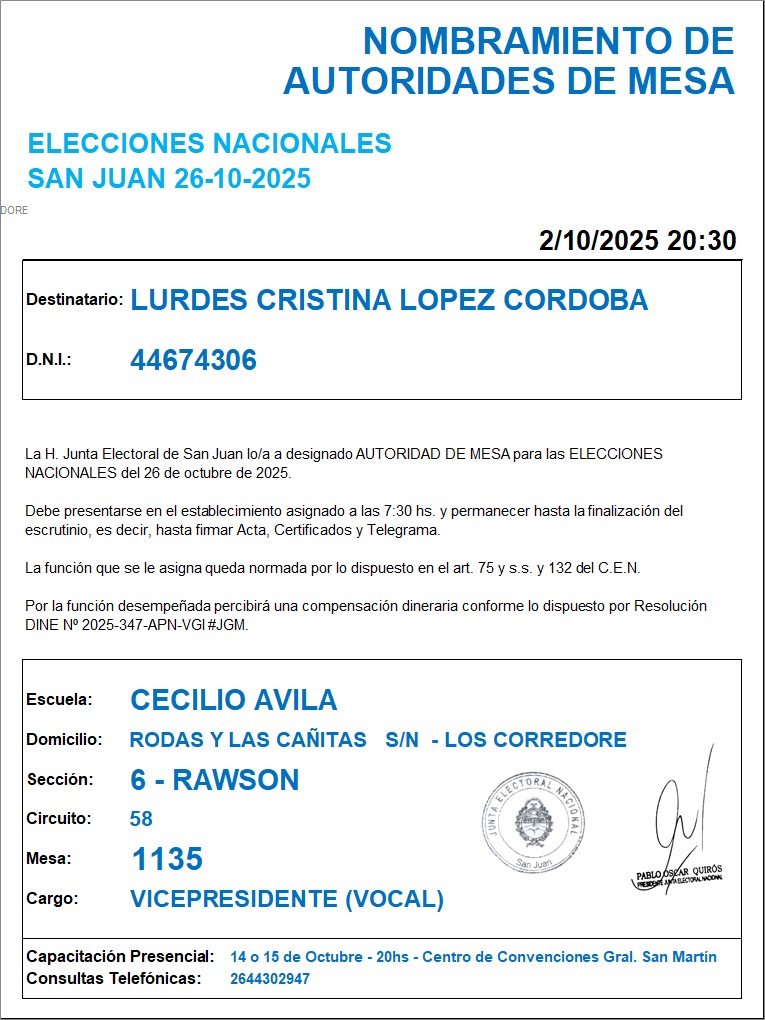 NOMBRAMIENTO DE
AUTORIDADES DE MESA
ELECCIONES NACIONALES
SAN JUAN 26-10-2025
DORE
2/10/2025 20:30
Destinatario: LURDES CRISTINA LOPEZ CORDOBA
D.N.I.: 44674306
La H. Junta Electoral de San Juan lo/a a designado AUTORIDAD DE MESA para las ELECCIONES
NACIONALES del 26 de octubre de 2025.
Debe presentarse en el establecimiento asignado a las 7:30 hs. y permanecer hasta la finalización del
escrutinio, es decir, hasta firmar Acta, Certificados y Telegrama.
La función que se le asigna queda normada por lo dispuesto en el art. 75 y s.s. y 132 del C.E.N.
Por la función desempeñada percibirá una compensación dineraria conforme lo dispuesto por Resolución
DINE Nº 2025-347-APN-VGI#JGM.
Escuela: CECILIO AVILA
Domicilio: RODAS Y LAS CAÑITAS S/N - LOS CORREDORE
Sección: 6 - RAWSON
Circuito: 58
Mesa: 1135
Cargo: VICEPRESIDENTE (VOCAL)
JUNTA ELECTORAL NACIONAL
San Juan
PABLO OSCAR QUIRÓS
PRESIDENTE JUNTA ELECTORAL NACIONAL
Capacitación Presencial: 14 o 15 de Octubre - 20hs - Centro de Convenciones Gral. San Martín
Consultas Telefónicas: 2644302947